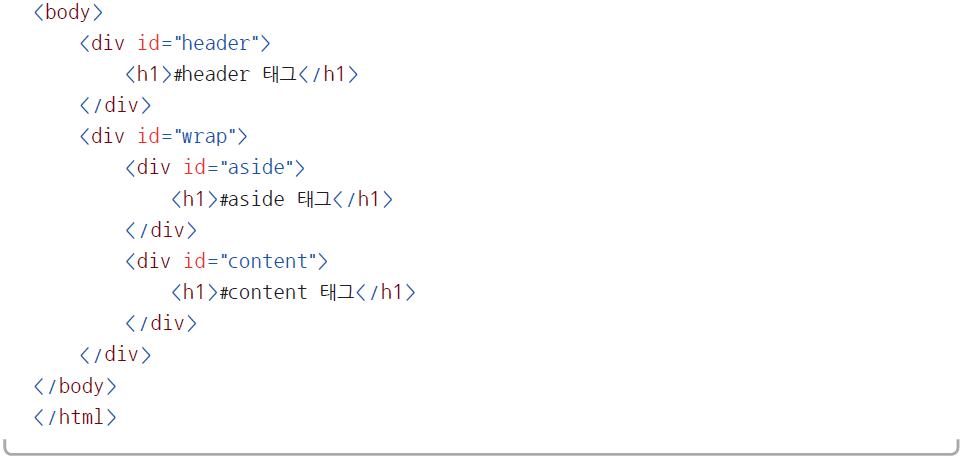 <body>
<div id="header">
<h1>#header 태그</h1>
</div>
<div id="wrap">
<div id="aside">
<h1>#aside 태그</h1>
</div>
<div id="content">
<h1>#content 태그</h1>
</div>
</div>
</body>
</html>